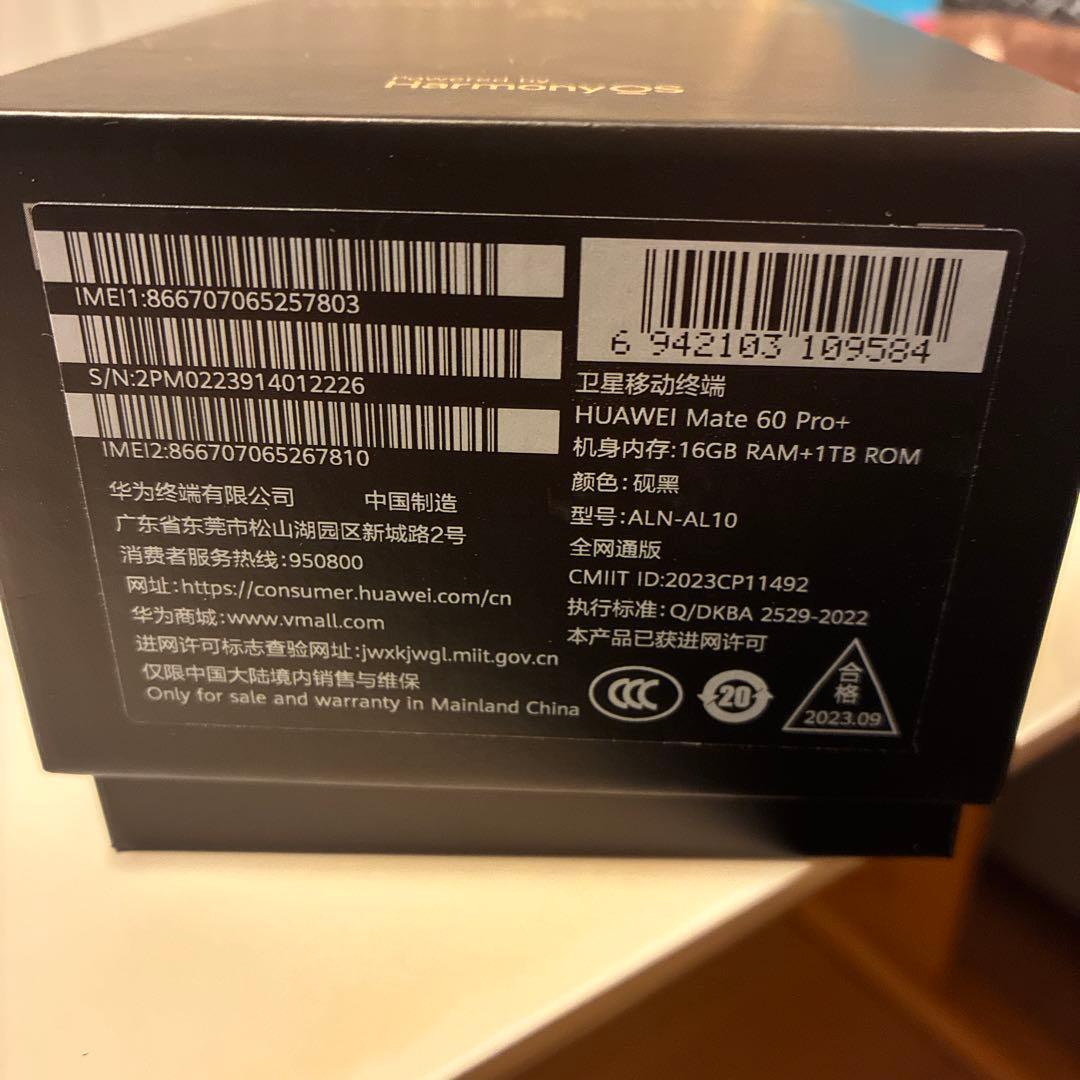 Powered by
HarmonyOS
IMEI1:866707065257803
S/N:2PM0223914012226
IMEI2:866707065267810
华为终端有限公司 中国制造
广东省东莞市松山湖园区新城路2号
消费者服务热线:950800
网址:https://consumer.huawei.com/cn
华为商城:www.vmall.com
进网许可标志查验网址:jwxkjwgl.miit.gov.cn
仅限中国大陆境内销售与维保
Only for sale and warranty in Mainland China
6 942103 109584
卫星移动终端
HUAWEI Mate 60 Pro+
机身内存:16GB RAM+1TB ROM
颜色:砚黑
型号:ALN-AL10
全网通版
CMIIT ID:2023CP11492
执行标准:Q/DKBA 2529-2022
本产品已获进网许可
CCC
20
合格
2023.09